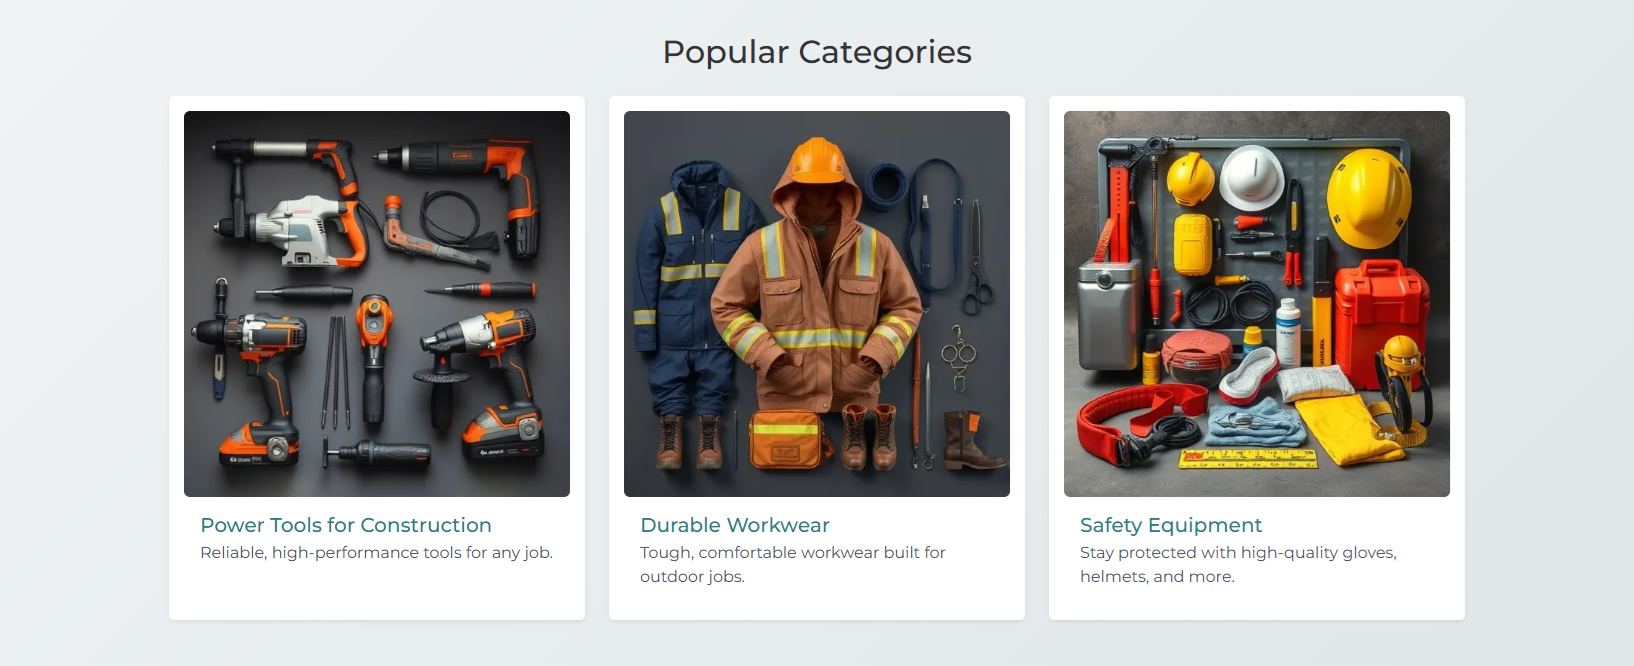 Popular Categories
Power Tools for Construction
Reliable, high-performance tools for any job.
Durable Workwear
Tough, comfortable workwear built for
outdoor jobs.
Safety Equipment
Stay protected with high-quality gloves,
helmets, and more.